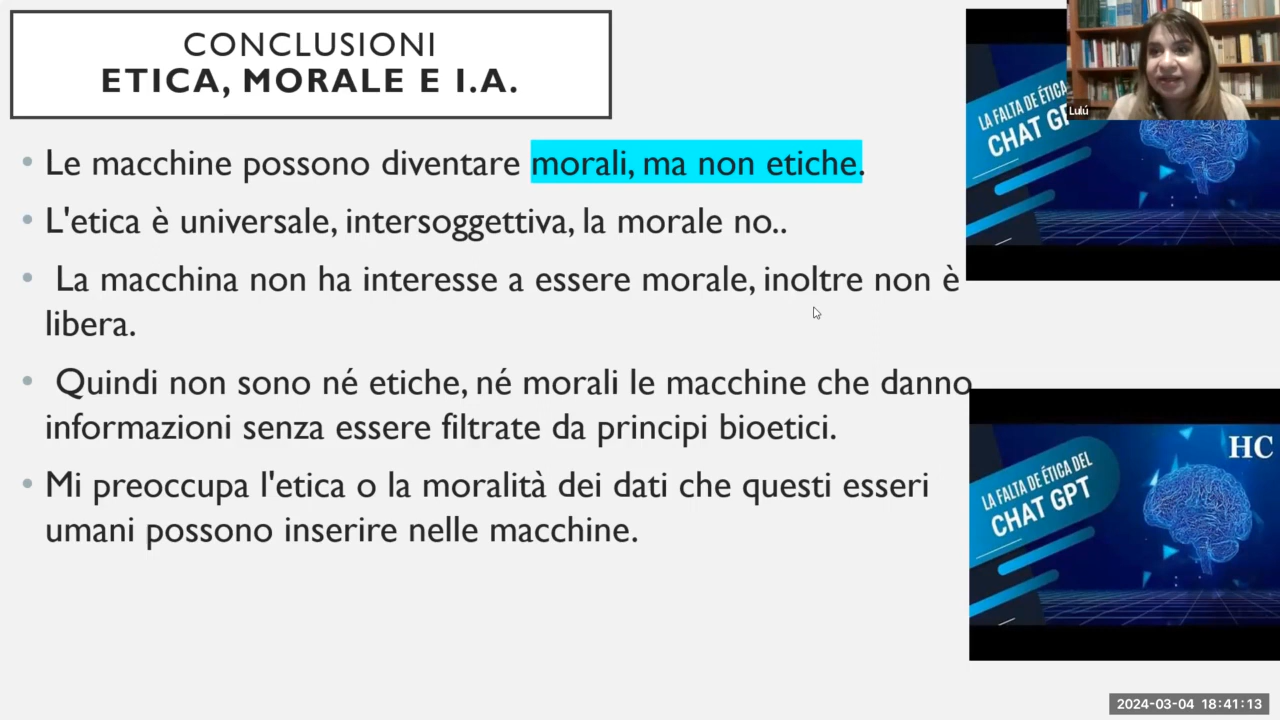 CONCLUSIONI
ETICA, MORALE E I.A.
• Le macchine possono diventare morali, ma non etiche.
• L'etica è universale, intersoggettiva, la morale no..
• La macchina non ha interesse a essere morale, inoltre non è
libera.
• Quindi non sono né etiche, né morali le macchine che danno
informazioni senza essere filtrate da principi bioetici.
• Mi preoccupa l'etica o la moralità dei dati che questi esseri
umani possono inserire nelle macchine.
LA FALTA DE ÉTICA
CHAT GP
Lulú
HC
LA FALTA DE ÉTICA DEL
CHAT GPT
2024-03-04 18:41:13